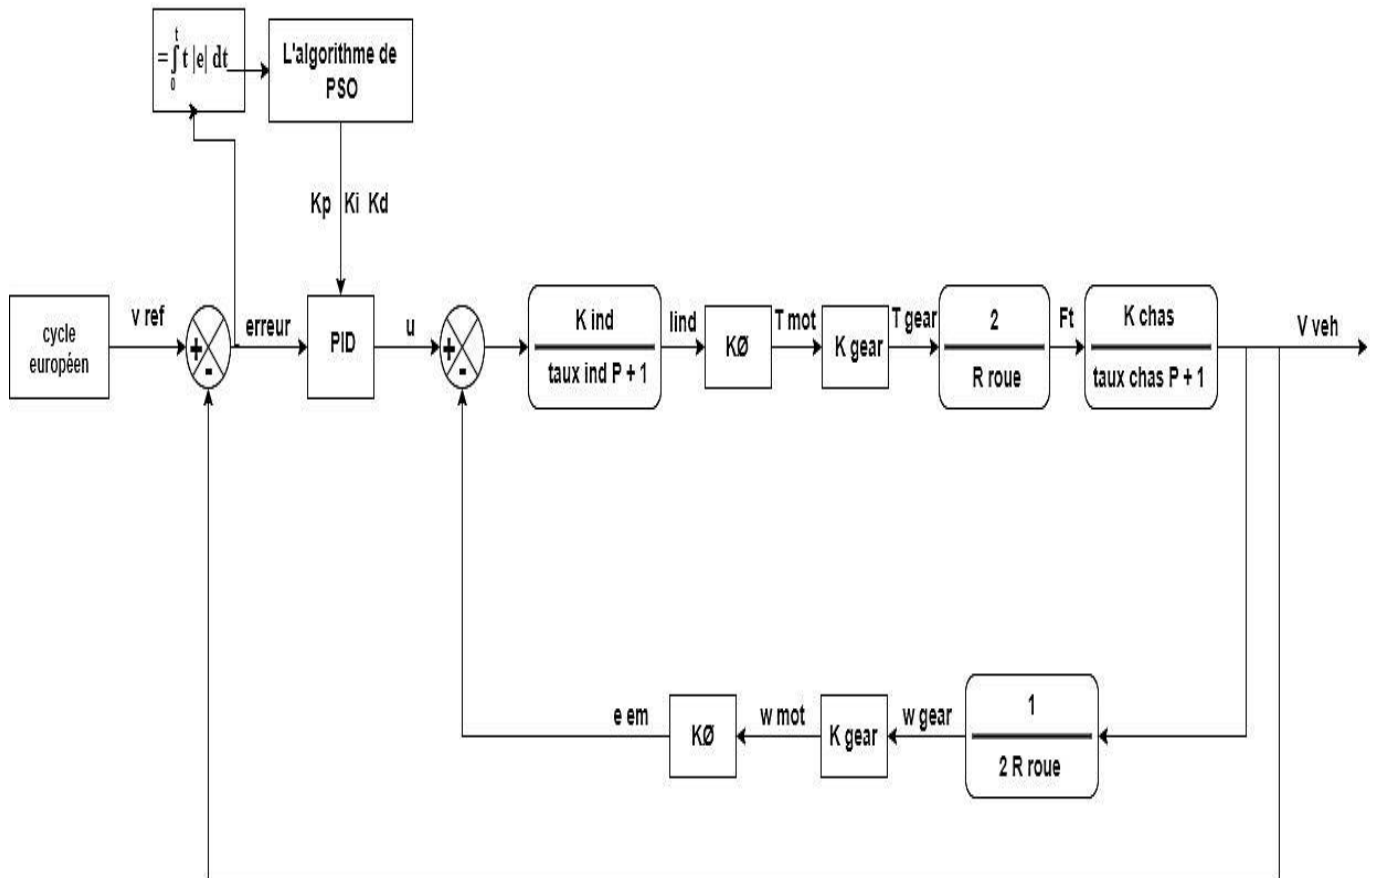 t
= ∫ t |e| dt
0
L'algorithme de
PSO
Kp Ki Kd
cycle
européen
v ref
+
-
erreur
PID
u
+
-
K ind
taux ind P + 1
Iind
KØ
T mot
K gear
T gear
2
R roue
Ft
K chas
taux chas P + 1
V veh
e em
KØ
w mot
K gear
w gear
1
2 R roue